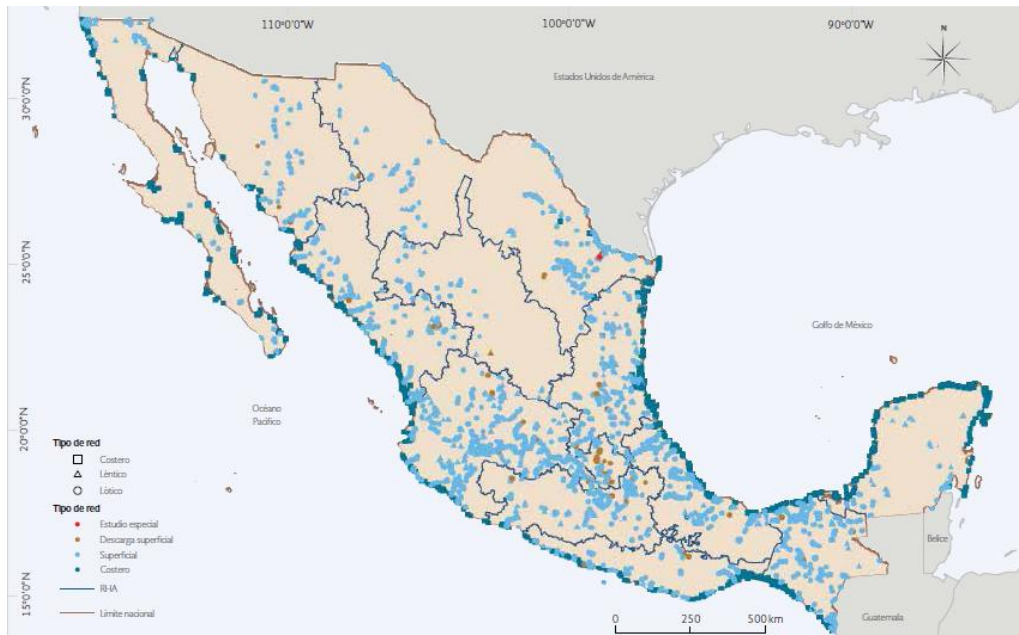 110°0'0"W
100°0'0"W
90°0'0"W
N
Estados Unidos de América
30°0'0"N
25°0'0"N
Golfo de México
Océano
Pacífico
20°0'0"N
Tipo de red
Costero
Léntico
Lótico
Tipo de red
Estudio especial
Descarga superficial
Superficial
Costero
RHA
Límite nacional
Belice
15°0'0"N
0 250 500 km
Guatemala